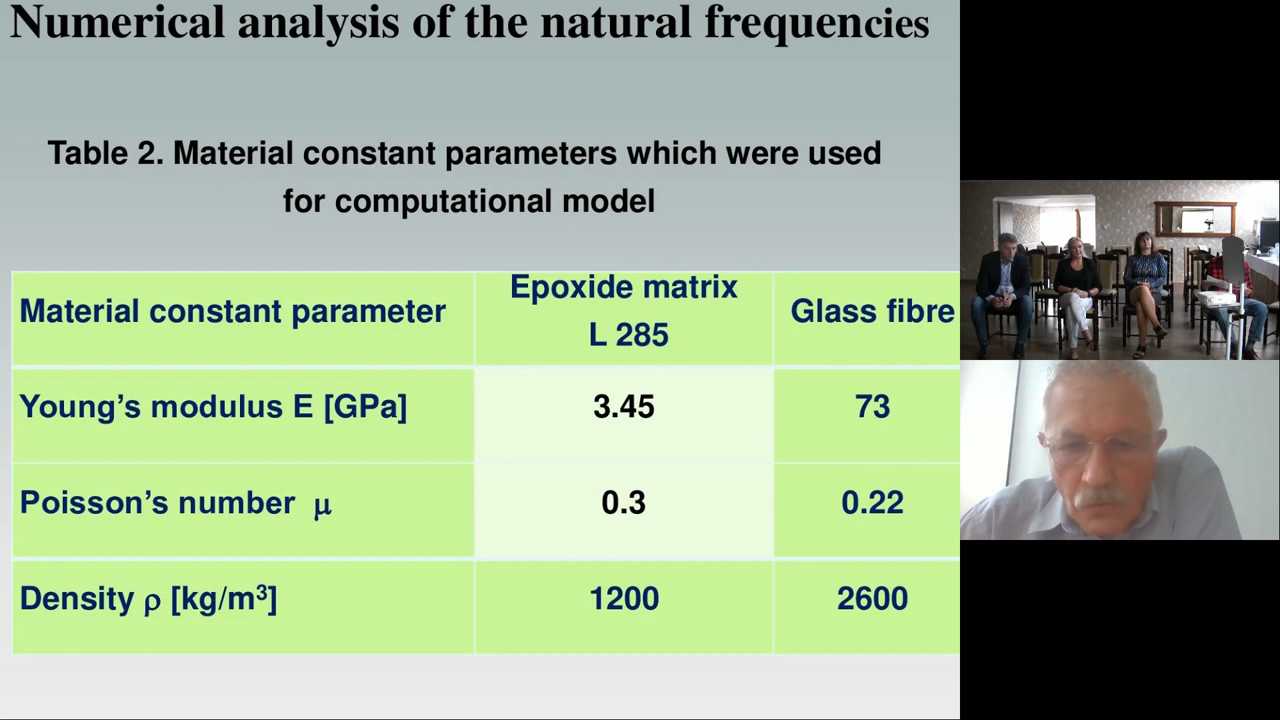 Numerical analysis of the natural frequencies
Table 2. Material constant parameters which were used
for computational model
Material constant parameter
Epoxide matrix
L 285
Glass fibre
Young’s modulus E [GPa]
3.45
73
Poisson’s number μ
0.3
0.22
Density ρ [kg/m³]
1200
2600